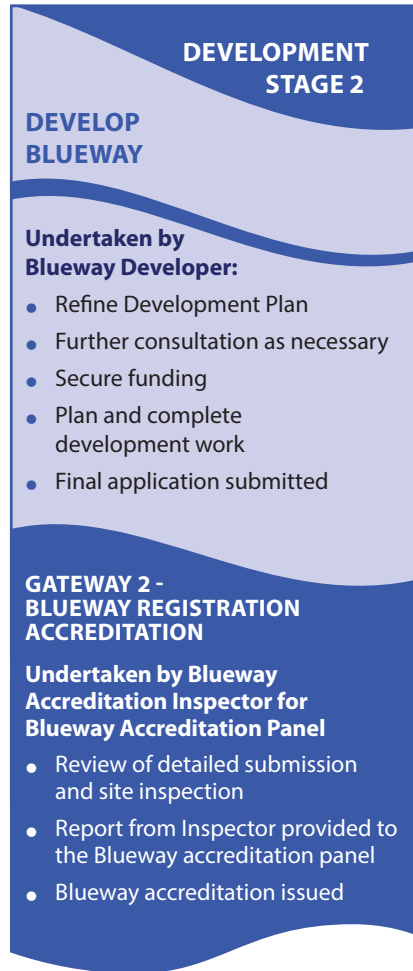 DEVELOPMENT
STAGE 2
DEVELOP
BLUEWAY
Undertaken by
Blueway Developer:
• Refine Development Plan
• Further consultation as necessary
• Secure funding
• Plan and complete
development work
• Final application submitted
GATEWAY 2 -
BLUEWAY REGISTRATION
ACCREDITATION
Undertaken by Blueway
Accreditation Inspector for
Blueway Accreditation Panel
• Review of detailed submission
and site inspection
• Report from Inspector provided to
the Blueway accreditation panel
• Blueway accreditation issued